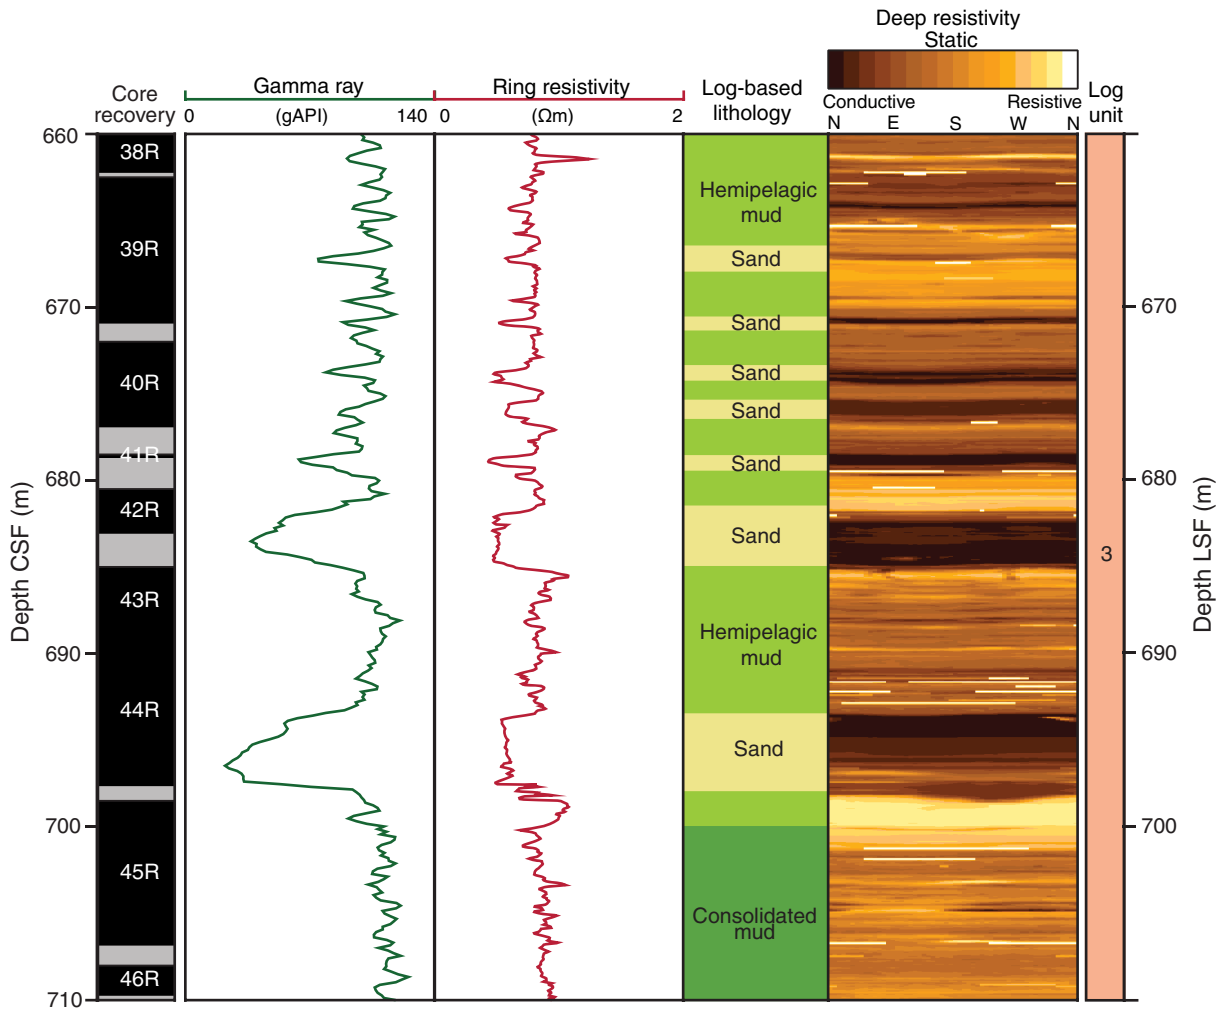 Deep resistivity
Static
Conductive
Resistive
N
E
S
W
N
Core
recovery
Gamma ray
0
(gAPI)
140
Ring resistivity
0
(Ωm)
2
Log-based
lithology
Log
unit
Depth CSF (m)
660
670
680
690
700
710
38R
39R
40R
41R
42R
43R
44R
45R
46R
Hemipelagic
mud
Sand
Sand
Sand
Sand
Sand
Sand
Hemipelagic
mud
Sand
Consolidated
mud
3
670
680
690
700
Depth LSF (m)